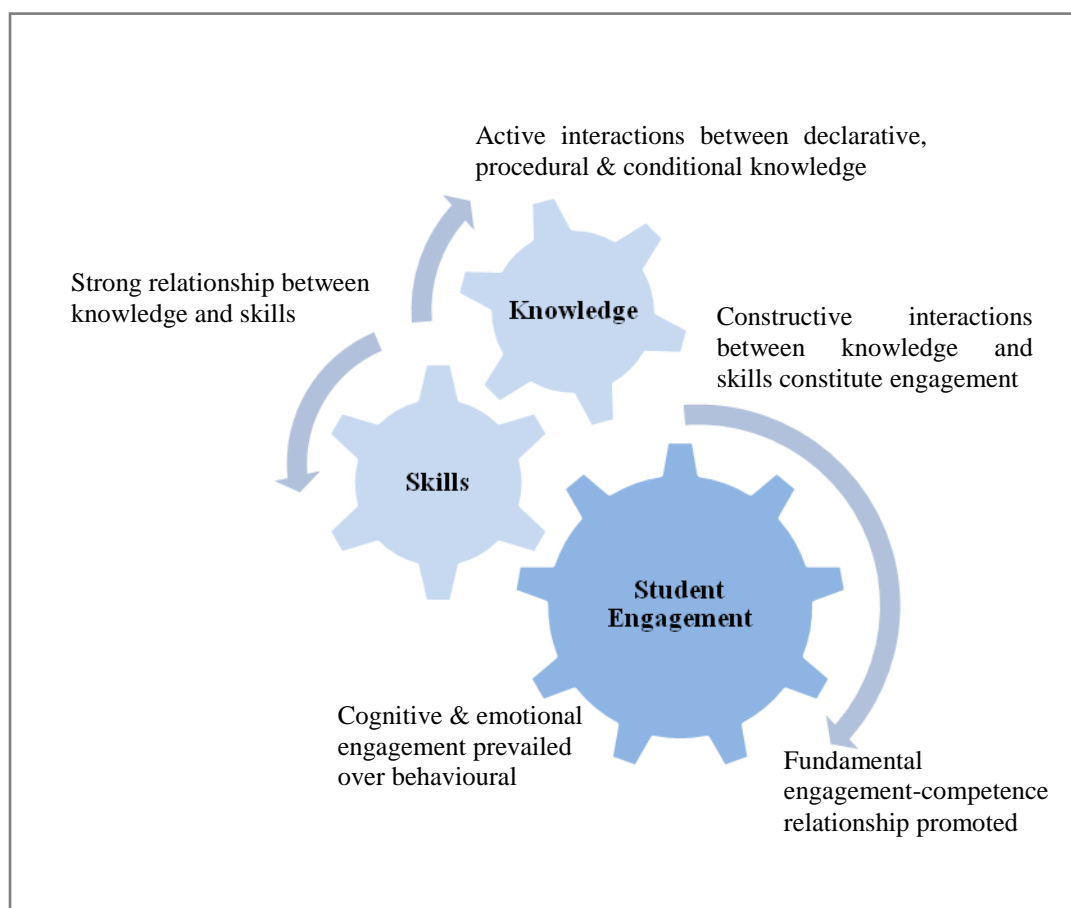 Active interactions between declarative,
procedural & conditional knowledge
Strong relationship between
knowledge and skills
Knowledge
Constructive interactions
between knowledge and
skills constitute engagement
Skills
Student
Engagement
Cognitive & emotional
engagement prevailed
over behavioural
Fundamental
engagement-competence
relationship promoted